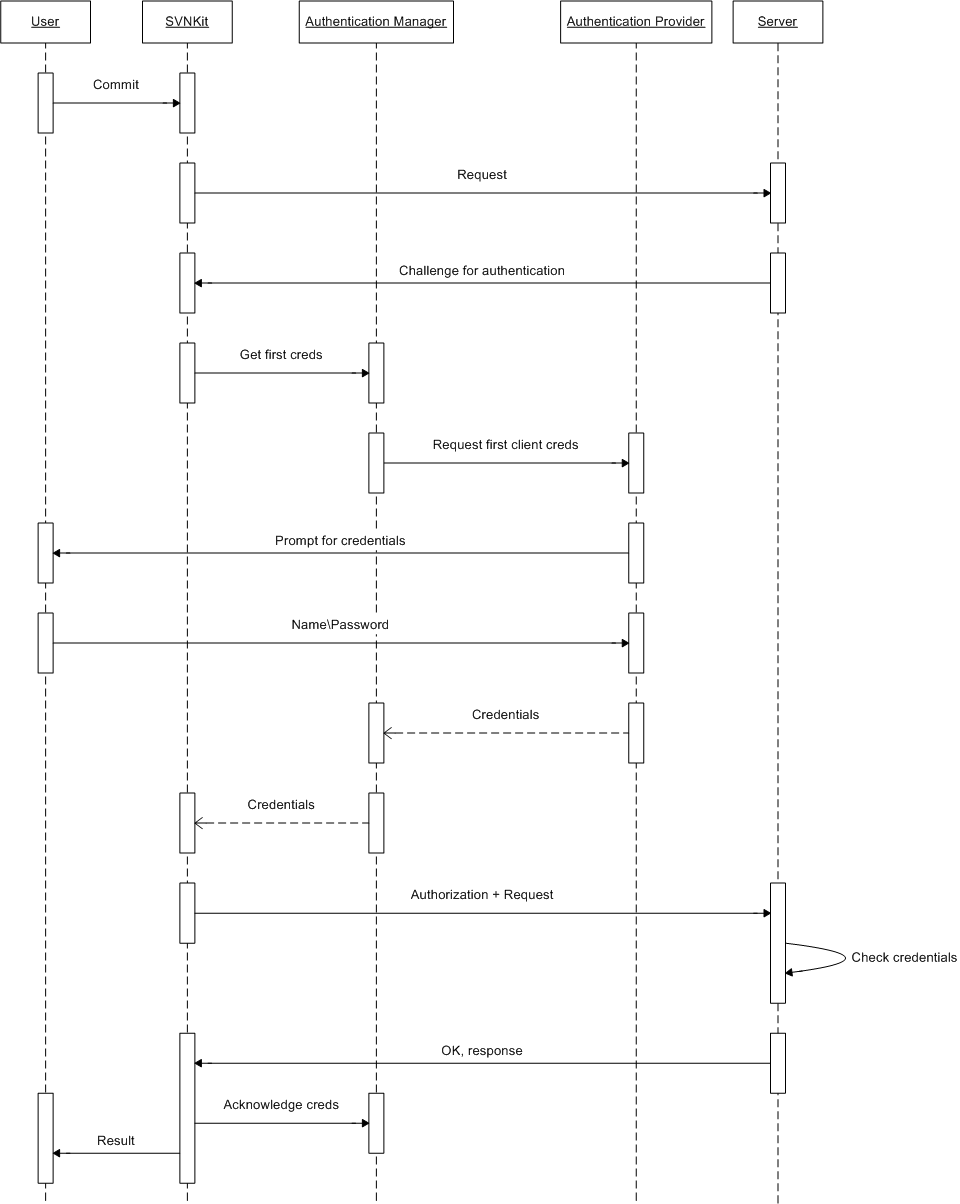 User
SVNKit
Authentication Manager
Authentication Provider
Server
Commit
Request
Challenge for authentication
Get first creds
Request first client creds
Prompt for credentials
Name\Password
Credentials
Credentials
Authorization + Request
Check credentials
OK, response
Acknowledge creds
Result